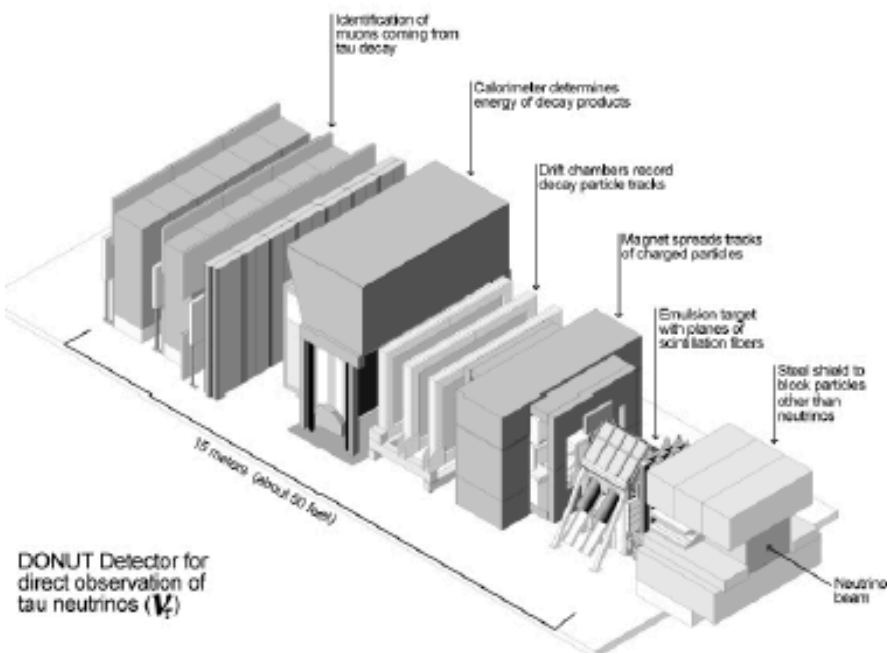 Identification of
muons coming from
tau decay
Calorimeter determines
energy of decay products
Drift chambers record
decay particle tracks
Magnet spreads tracks
of charged particles
Emulsion target
with planes of
scintillation fibers
Steel shield to
block particles
other than
neutrinos
15 meters (about 50 feet)
DONUT Detector for
direct observation of
tau neutrinos (ντ)
Neutrino
beam